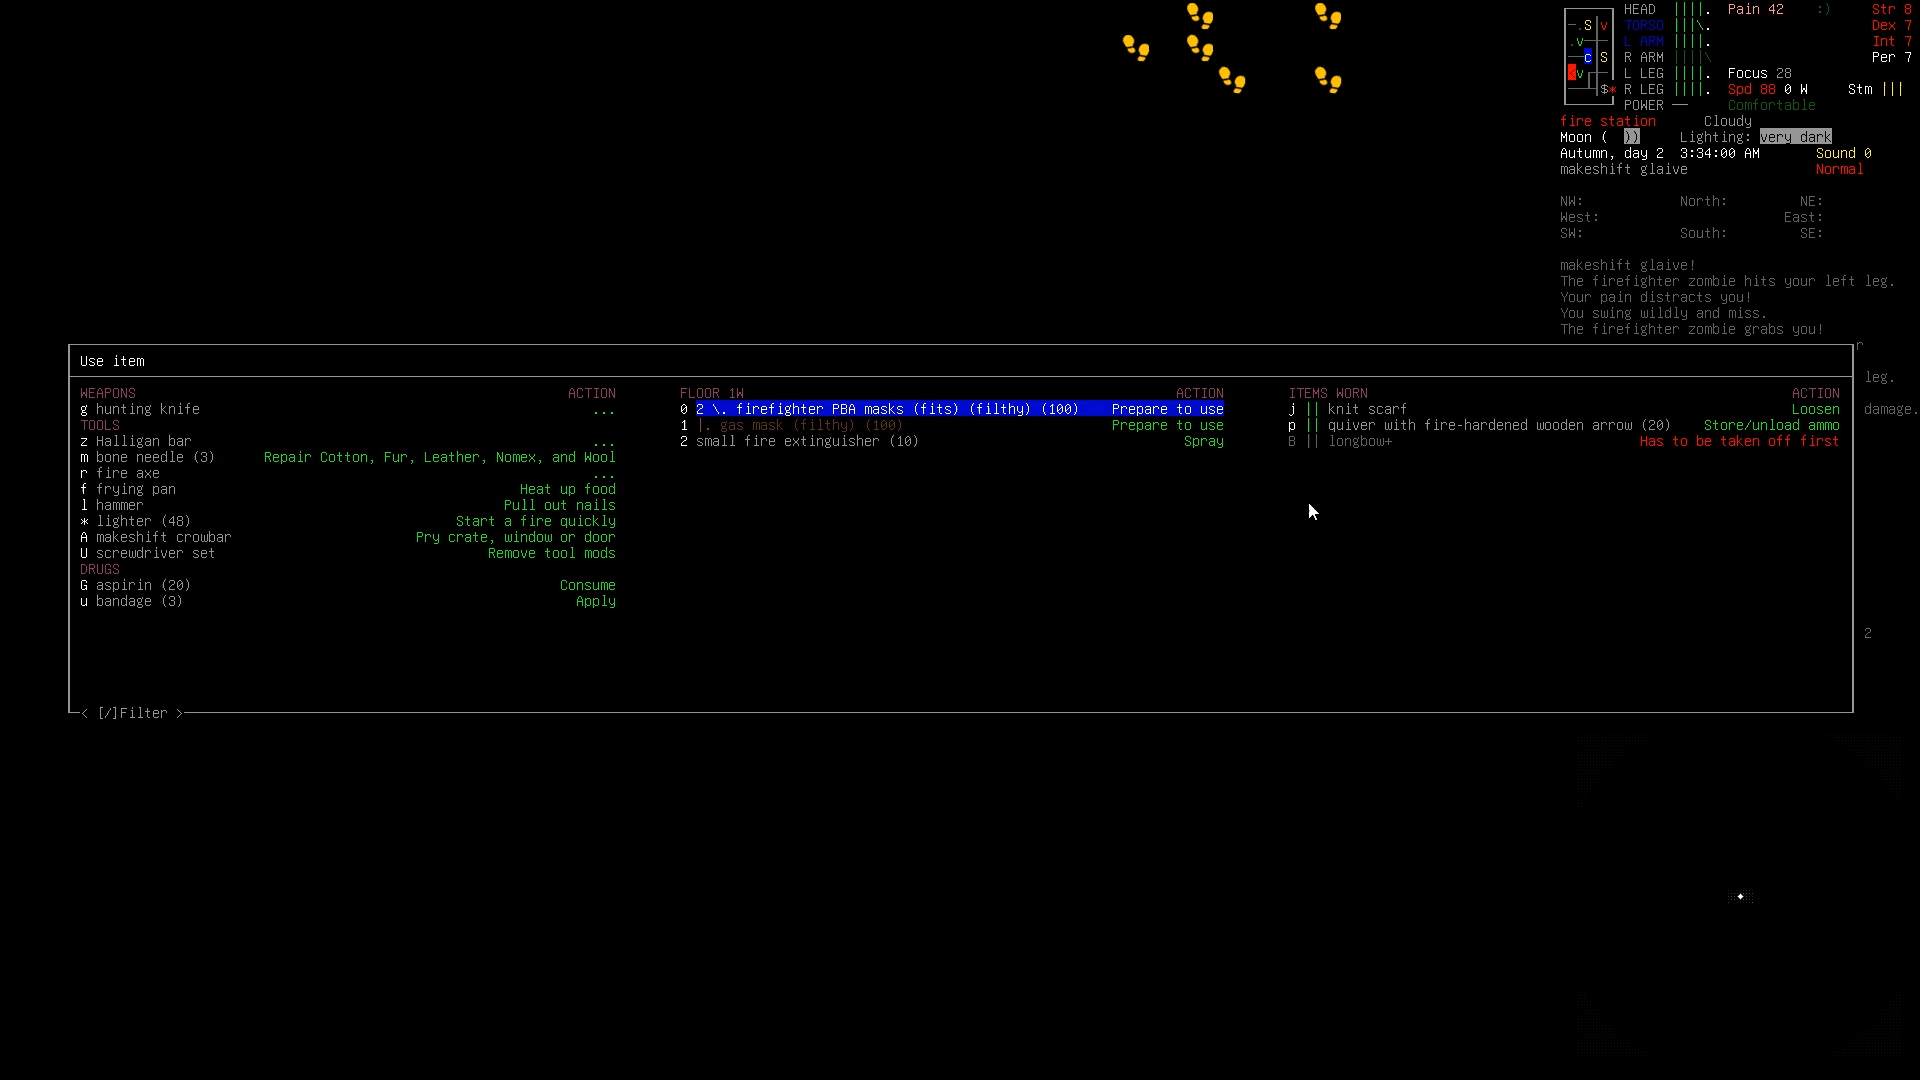 HEAD ||||. Pain 42 :) Str 8
-.S v TORSO |||\. Dex 7
.v L ARM ||||. Int 7
c S R ARM ||||\ Per 7
<v L LEG ||||. Focus 28
$* R LEG ||||. Spd 88 0 W Stm |||
POWER — Comfortable
fire station Cloudy
Moon ( )) Lighting: very dark
Autumn, day 2 3:34:00 AM Sound 0
makeshift glaive Normal
NW: North: NE:
West: East:
SW: South: SE:
makeshift glaive!
The firefighter zombie hits your left leg.
Your pain distracts you!
You swing wildly and miss.
The firefighter zombie grabs you!
r
leg.
damage.
2
Use item
WEAPONS ACTION
g hunting knife ...
TOOLS
z Halligan bar ...
m bone needle (3) Repair Cotton, Fur, Leather, Nomex, and Wool
r fire axe ...
f frying pan Heat up food
l hammer Pull out nails
* lighter (48) Start a fire quickly
A makeshift crowbar Pry crate, window or door
U screwdriver set Remove tool mods
DRUGS
G aspirin (20) Consume
u bandage (3) Apply
FLOOR 1W ACTION
0 2 \. firefighter PBA masks (fits) (filthy) (100) Prepare to use
1 |. gas mask (filthy) (100) Prepare to use
2 small fire extinguisher (10) Spray
ITEMS WORN ACTION
j || knit scarf Loosen
p || quiver with fire-hardened wooden arrow (20) Store/unload ammo
B || longbow+ Has to be taken off first
< [/]Filter >